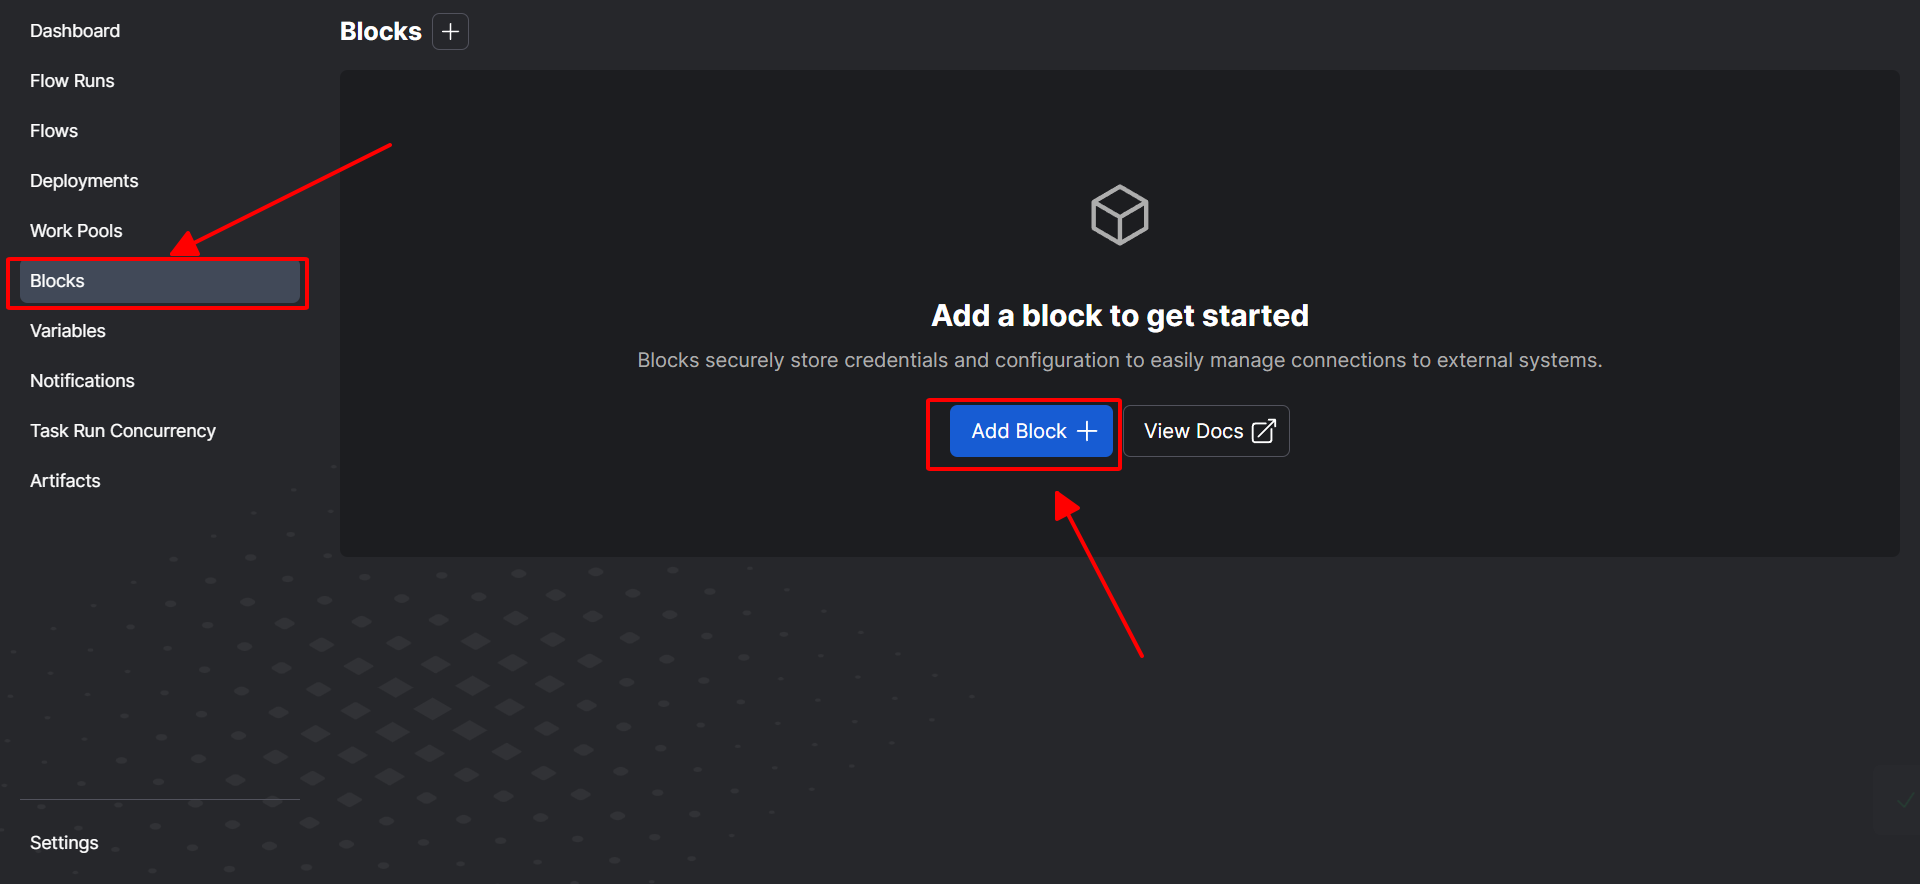 Dashboard
Flow Runs
Flows
Deployments
Work Pools
Blocks
Variables
Notifications
Task Run Concurrency
Artifacts
Settings
Blocks
Add a block to get started
Blocks securely store credentials and configuration to easily manage connections to external systems.
Add Block
View Docs